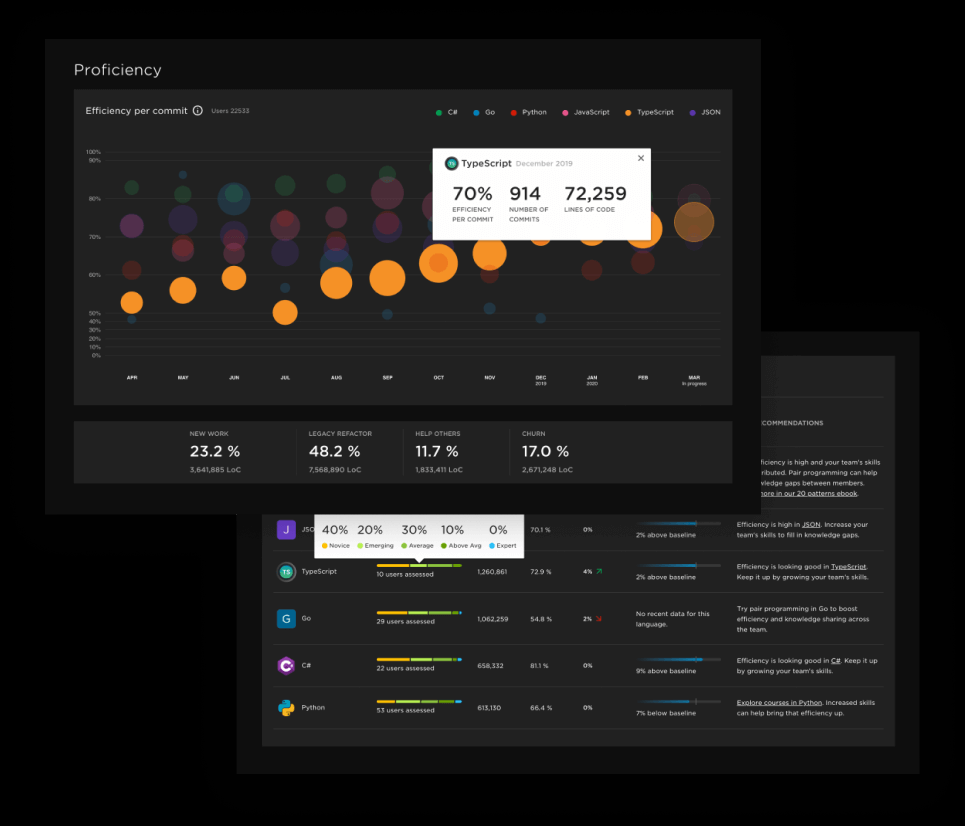 Proficiency
Efficiency per commit
Users 22533
C#
Go
Python
JavaScript
TypeScript
JSON
TS
TypeScript
December 2019
×
70%
914
72,259
EFFICIENCY
PER COMMIT
NUMBER OF
COMMITS
LINES OF CODE
100%
90%
80%
70%
60%
50%
40%
30%
20%
10%
0%
APR
MAY
JUN
JUL
AUG
SEP
OCT
NOV
DEC
2019
JAN
2020
FEB
MAR
In progress
NEW WORK
23.2 %
3,641,885 LoC
LEGACY REFACTOR
48.2 %
7,568,890 LoC
HELP OTHERS
11.7 %
1,833,411 LoC
CHURN
17.0 %
2,671,248 LoC
COMMENDATIONS
ficiency is high and your team's skills
ributed. Pair programming can help
wledge gaps between members.
more in our 20 patterns ebook.
J
JSO
40% 20% 30% 10% 0%
Novice Emerging Average Above Avg Expert
70.1 %
0%
2% above baseline
Efficiency is high in JSON. Increase your
team's skills to fill in knowledge gaps.
TS
TypeScript
10 users assessed
1,260,861
72.9 %
4%
2% above baseline
Efficiency is looking good in TypeScript.
Keep it up by growing your team's skills.
G
Go
29 users assessed
1,062,259
54.8 %
2%
No recent data for this
language.
Try pair programming in Go to boost
efficiency and knowledge sharing across
the team.
C
C#
22 users assessed
658,332
81.1 %
0%
9% above baseline
Efficiency is looking good in C#. Keep it up
by growing your team's skills.
Python
53 users assessed
613,130
66.4 %
0%
7% below baseline
Explore courses in Python. Increased skills
can help bring that efficiency up.